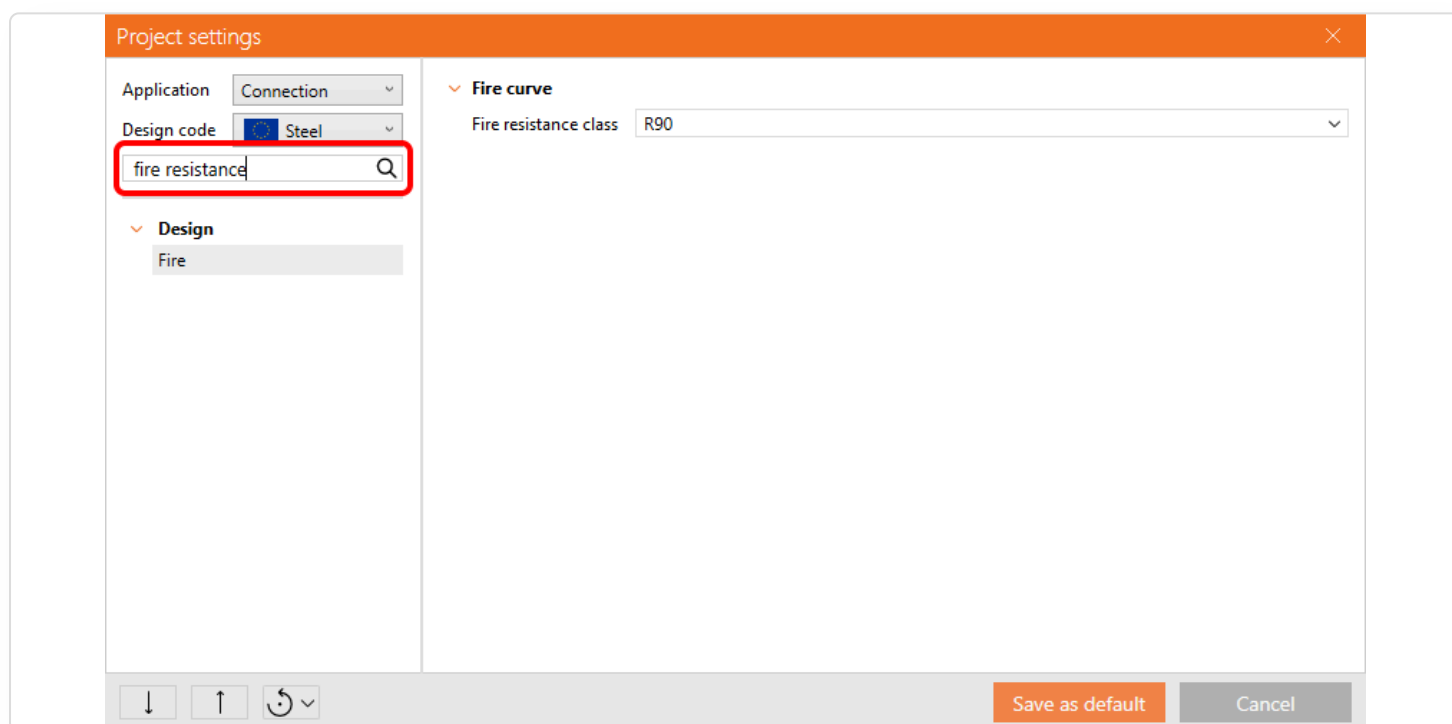 Project settings
Application Connection
Design code Steel
fire resistance
Design
Fire
Fire curve
Fire resistance class R90
Save as default Cancel